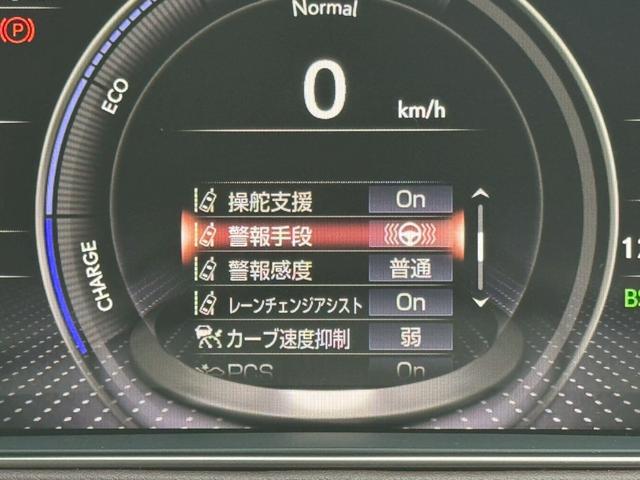 Normal
P
ECO
0
km/h
CHARGE
操舵支援 On
警報手段
警報感度 普通
レーンチェンジアシスト On
カーブ速度抑制 弱
PCS On